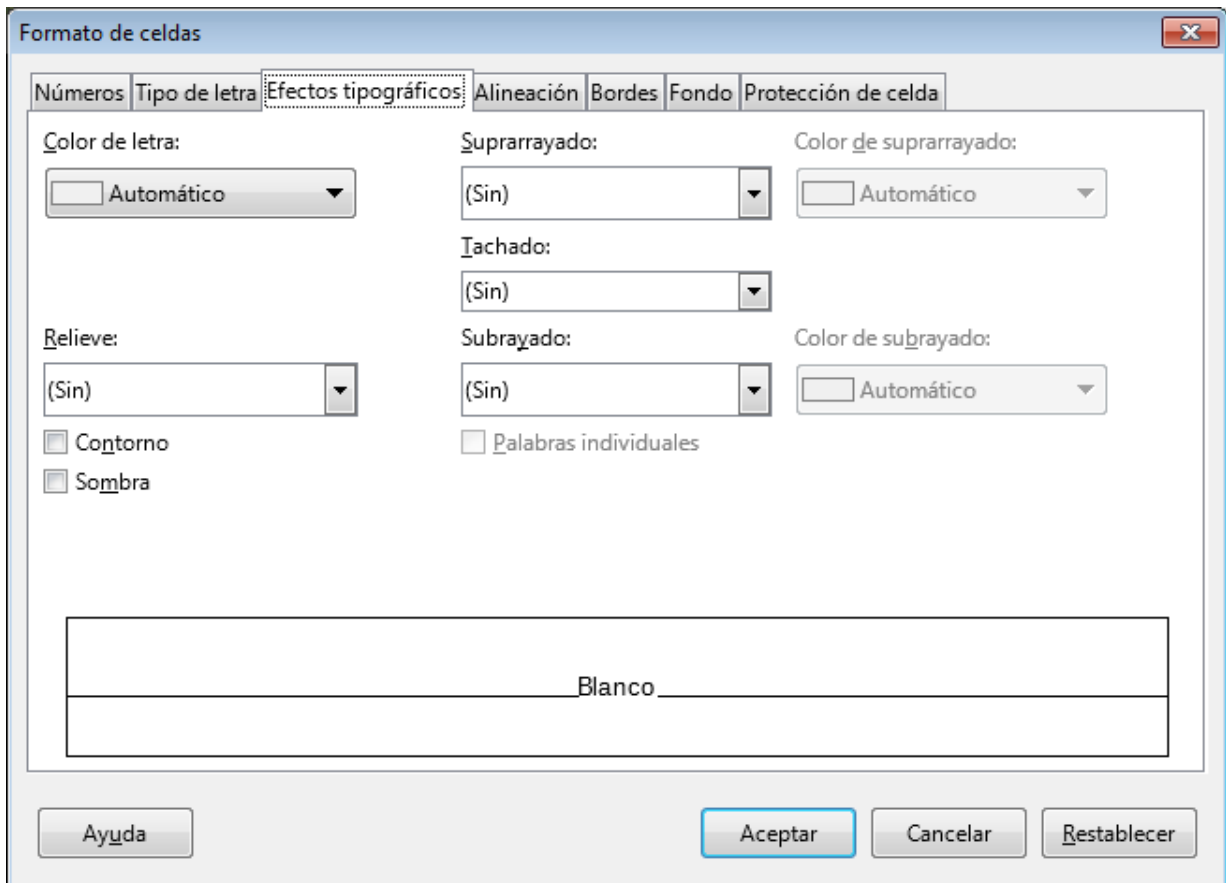 Formato de celdas
Números Tipo de letra Efectos tipográficos Alineación Bordes Fondo Protección de celda
Color de letra: Suprarrayado: Color de suprarrayado:
Automático (Sin) Automático
Tachado:
(Sin)
Relieve: Subrayado: Color de subrayado:
(Sin) (Sin) Automático
Contorno Palabras individuales
Sombra
Blanco
Ayuda Aceptar Cancelar Restablecer